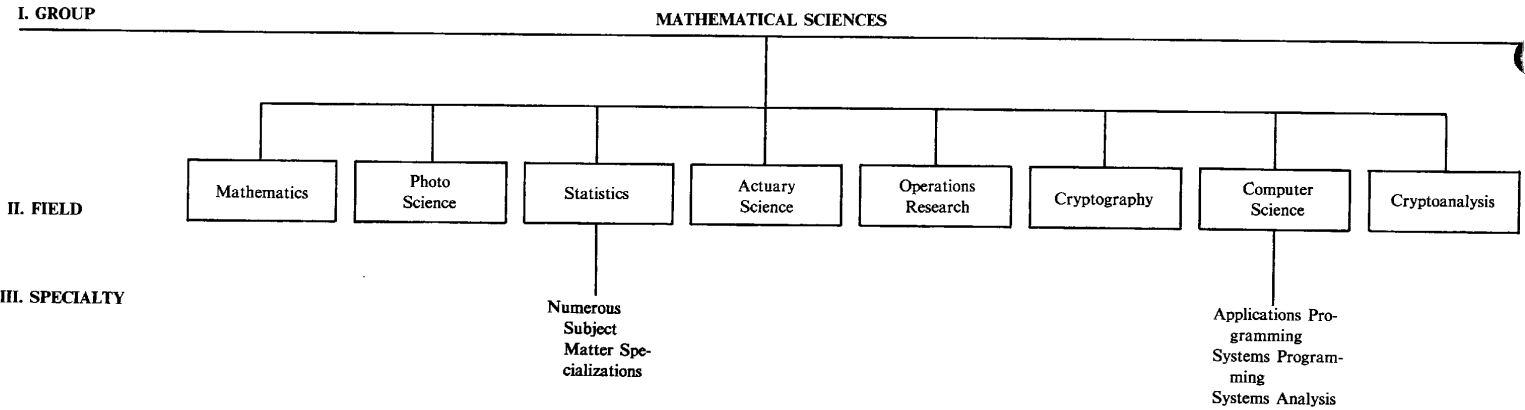 I. GROUP
MATHEMATICAL SCIENCES
II. FIELD
Mathematics
Photo
Science
Statistics
Actuary
Science
Operations
Research
Cryptography
Computer
Science
Cryptoanalysis
III. SPECIALTY
Numerous
Subject
Matter Spe-
cializations
Applications Pro-
gramming
Systems Program-
ming
Systems Analysis